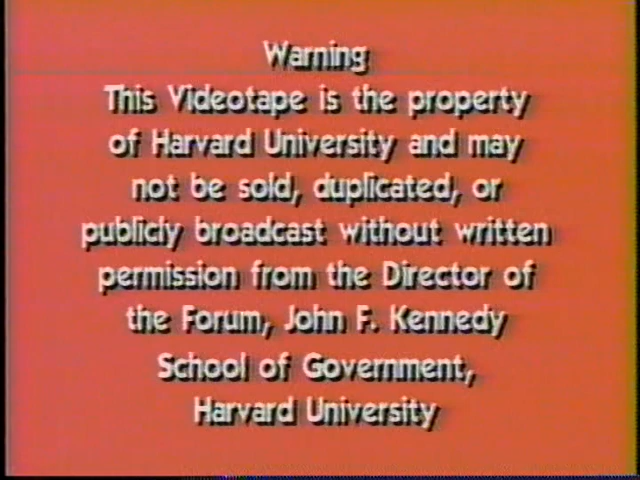 Warning
This Videotape is the property
of Harvard University and may
not be sold, duplicated, or
publicly broadcast without written
permission from the Director of
the Forum, John F. Kennedy
School of Government,
Harvard University